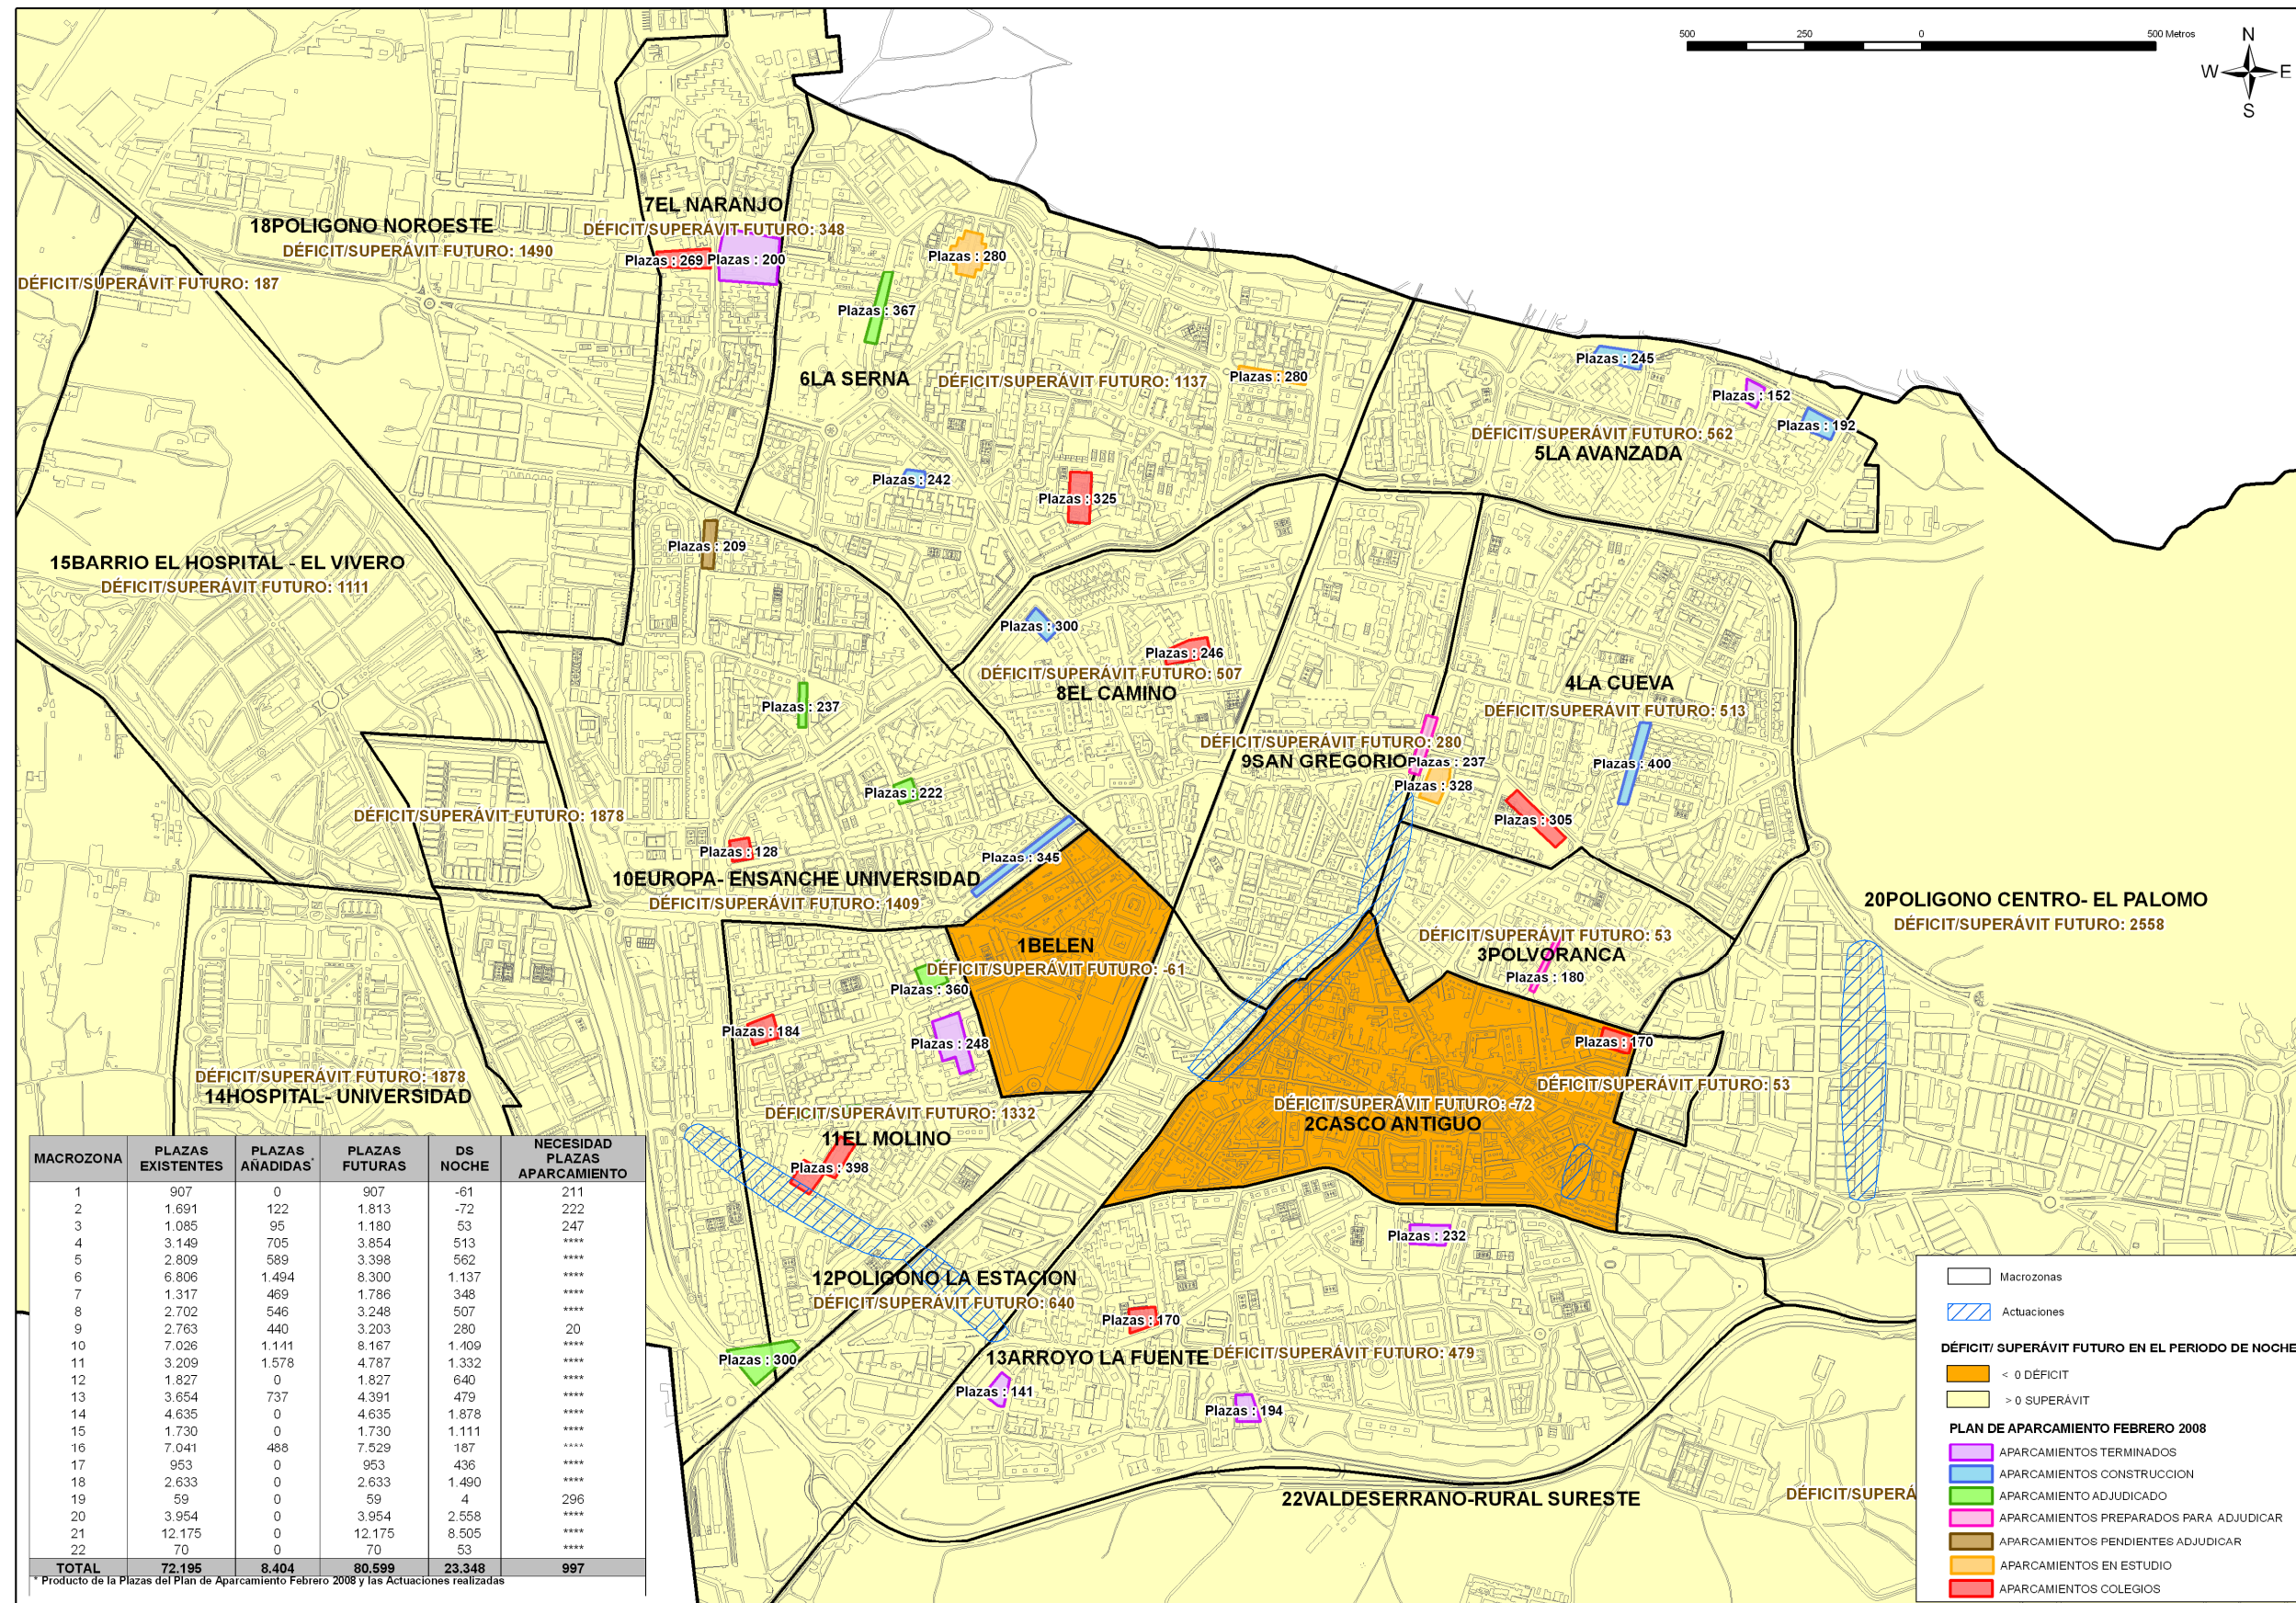 500 250 0 500 Metros
N
W E
S
7EL NARANJO
DÉFICIT/SUPERÁVIT FUTURO: 348
18POLIGONO NOROESTE
DÉFICIT/SUPERÁVIT FUTURO: 1490
DÉFICIT/SUPERÁVIT FUTURO: 187
Plazas : 269
Plazas : 200
Plazas : 280
Plazas : 367
6LA SERNA
DÉFICIT/SUPERÁVIT FUTURO: 1137
Plazas : 280
Plazas : 245
Plazas : 152
Plazas : 192
DÉFICIT/SUPERÁVIT FUTURO: 562
5LA AVANZADA
Plazas : 242
Plazas : 325
Plazas : 209
15BARRIO EL HOSPITAL - EL VIVERO
DÉFICIT/SUPERÁVIT FUTURO: 1111
Plazas : 300
Plazas : 246
DÉFICIT/SUPERÁVIT FUTURO: 507
8EL CAMINO
4LA CUEVA
DÉFICIT/SUPERÁVIT FUTURO: 513
Plazas : 237
DÉFICIT/SUPERÁVIT FUTURO: 280
9SAN GREGORIO
Plazas : 237
Plazas : 328
Plazas : 400
Plazas : 222
Plazas : 305
DÉFICIT/SUPERÁVIT FUTURO: 1878
Plazas : 128
Plazas : 345
10EUROPA- ENSANCHE UNIVERSIDAD
DÉFICIT/SUPERÁVIT FUTURO: 1409
20POLIGONO CENTRO- EL PALOMO
DÉFICIT/SUPERÁVIT FUTURO: 2558
1BELEN
DÉFICIT/SUPERÁVIT FUTURO: -61
DÉFICIT/SUPERÁVIT FUTURO: 53
3POLVORANCA
Plazas : 180
Plazas : 360
Plazas : 184
Plazas : 248
Plazas : 170
DÉFICIT/SUPERÁVIT FUTURO: 53
DÉFICIT/SUPERÁVIT FUTURO: 1878
14HOSPITAL- UNIVERSIDAD
DÉFICIT/SUPERÁVIT FUTURO: -72
2CASCO ANTIGUO
DÉFICIT/SUPERÁVIT FUTURO: 1332
11EL MOLINO
Plazas : 398
Plazas : 232
12POLIGONO LA ESTACION
DÉFICIT/SUPERÁVIT FUTURO: 640
Plazas : 170
Plazas : 300
13ARROYO LA FUENTE
DÉFICIT/SUPERÁVIT FUTURO: 479
Plazas : 141
Plazas : 194
22VALDESERRANO-RURAL SURESTE
DÉFICIT/SUPERÁ
MACROZONA PLAZAS EXISTENTES PLAZAS AÑADIDAS* PLAZAS FUTURAS DS NOCHE NECESIDAD PLAZAS APARCAMIENTO
1 907 0 907 -61 211
2 1.691 122 1.813 -72 222
3 1.085 95 1.180 53 247
4 3.149 705 3.854 513 ****
5 2.809 589 3.398 562 ****
6 6.806 1.494 8.300 1.137 ****
7 1.317 469 1.786 348 ****
8 2.702 546 3.248 507 ****
9 2.763 440 3.203 280 20
10 7.026 1.141 8.167 1.409 ****
11 3.209 1.578 4.787 1.332 ****
12 1.827 0 1.827 640 ****
13 3.654 737 4.391 479 ****
14 4.635 0 4.635 1.878 ****
15 1.730 0 1.730 1.111 ****
16 7.041 488 7.529 187 ****
17 953 0 953 436 ****
18 2.633 0 2.633 1.490 ****
19 59 0 59 4 296
20 3.954 0 3.954 2.558 ****
21 12.175 0 12.175 8.505 ****
22 70 0 70 53 ****
TOTAL 72.195 8.404 80.599 23.348 997
* Producto de la Plazas del Plan de Aparcamiento Febrero 2008 y las Actuaciones realizadas
Macrozonas
Actuaciones
DÉFICIT/ SUPERÁVIT FUTURO EN EL PERIODO DE NOCHE
< 0 DÉFICIT
> 0 SUPERÁVIT
PLAN DE APARCAMIENTO FEBRERO 2008
APARCAMIENTOS TERMINADOS
APARCAMIENTOS CONSTRUCCION
APARCAMIENTO ADJUDICADO
APARCAMIENTOS PREPARADOS PARA ADJUDICAR
APARCAMIENTOS PENDIENTES ADJUDICAR
APARCAMIENTOS EN ESTUDIO
APARCAMIENTOS COLEGIOS